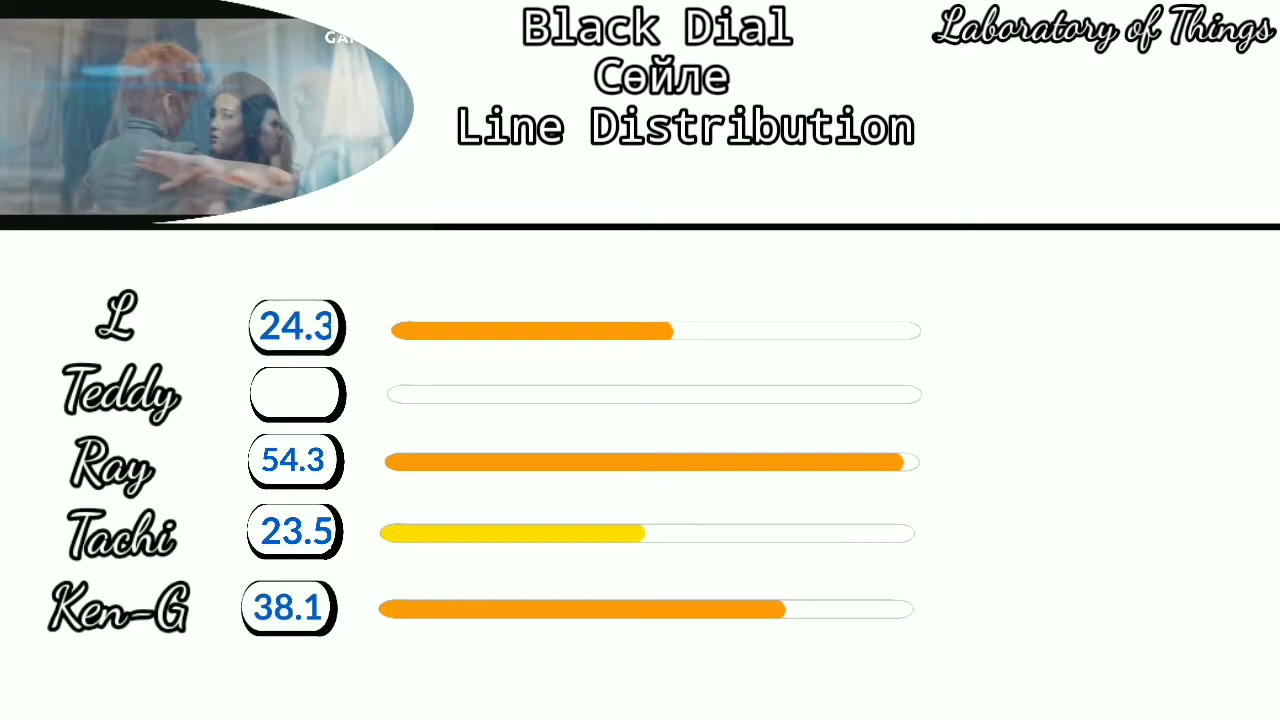 Black Dial
Сөйле
Line Distribution
Laboratory of Things
L 24.3
Teddy
Ray 54.3
Tachi 23.5
Ken-G 38.1